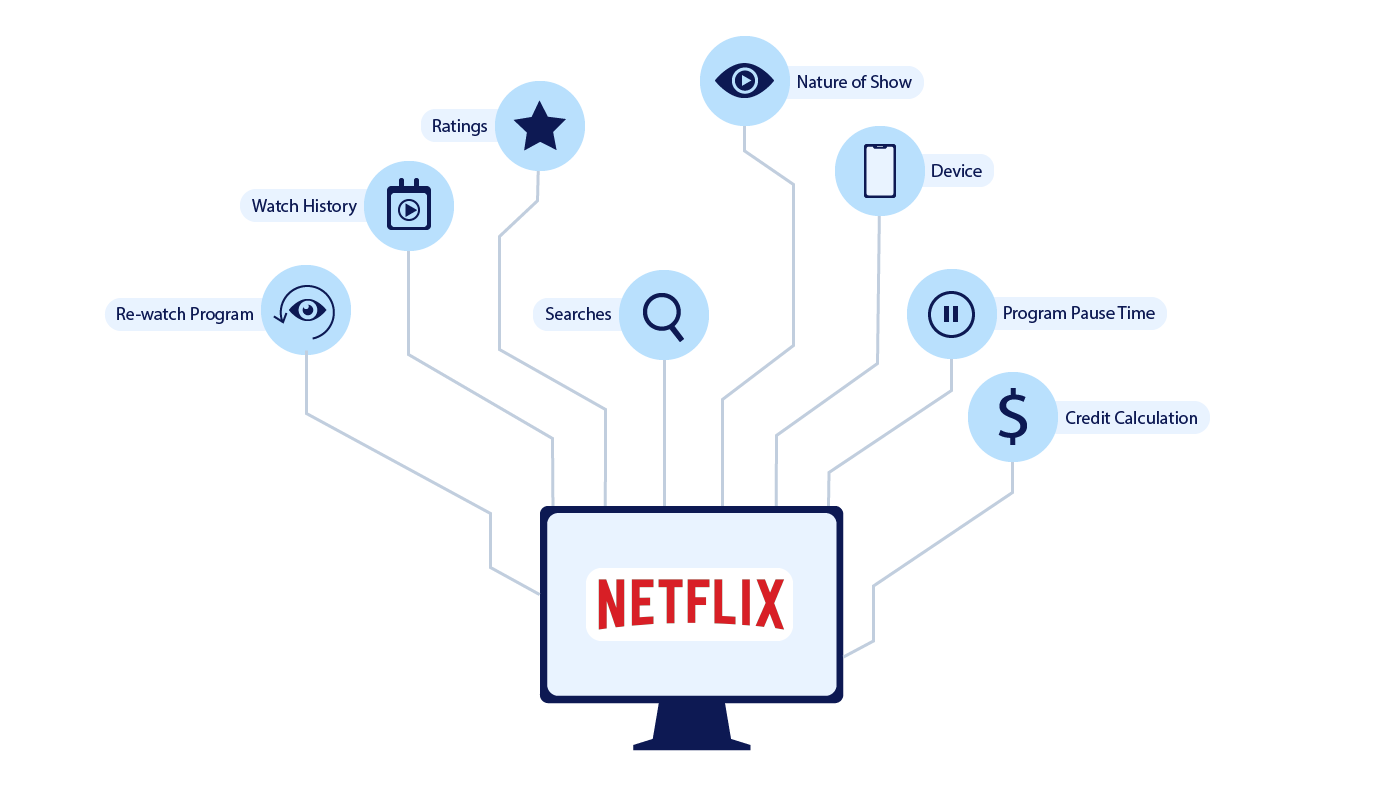 Nature of Show
Ratings
Device
Watch History
Re-watch Program
Searches
Program Pause Time
Credit Calculation
NETFLIX